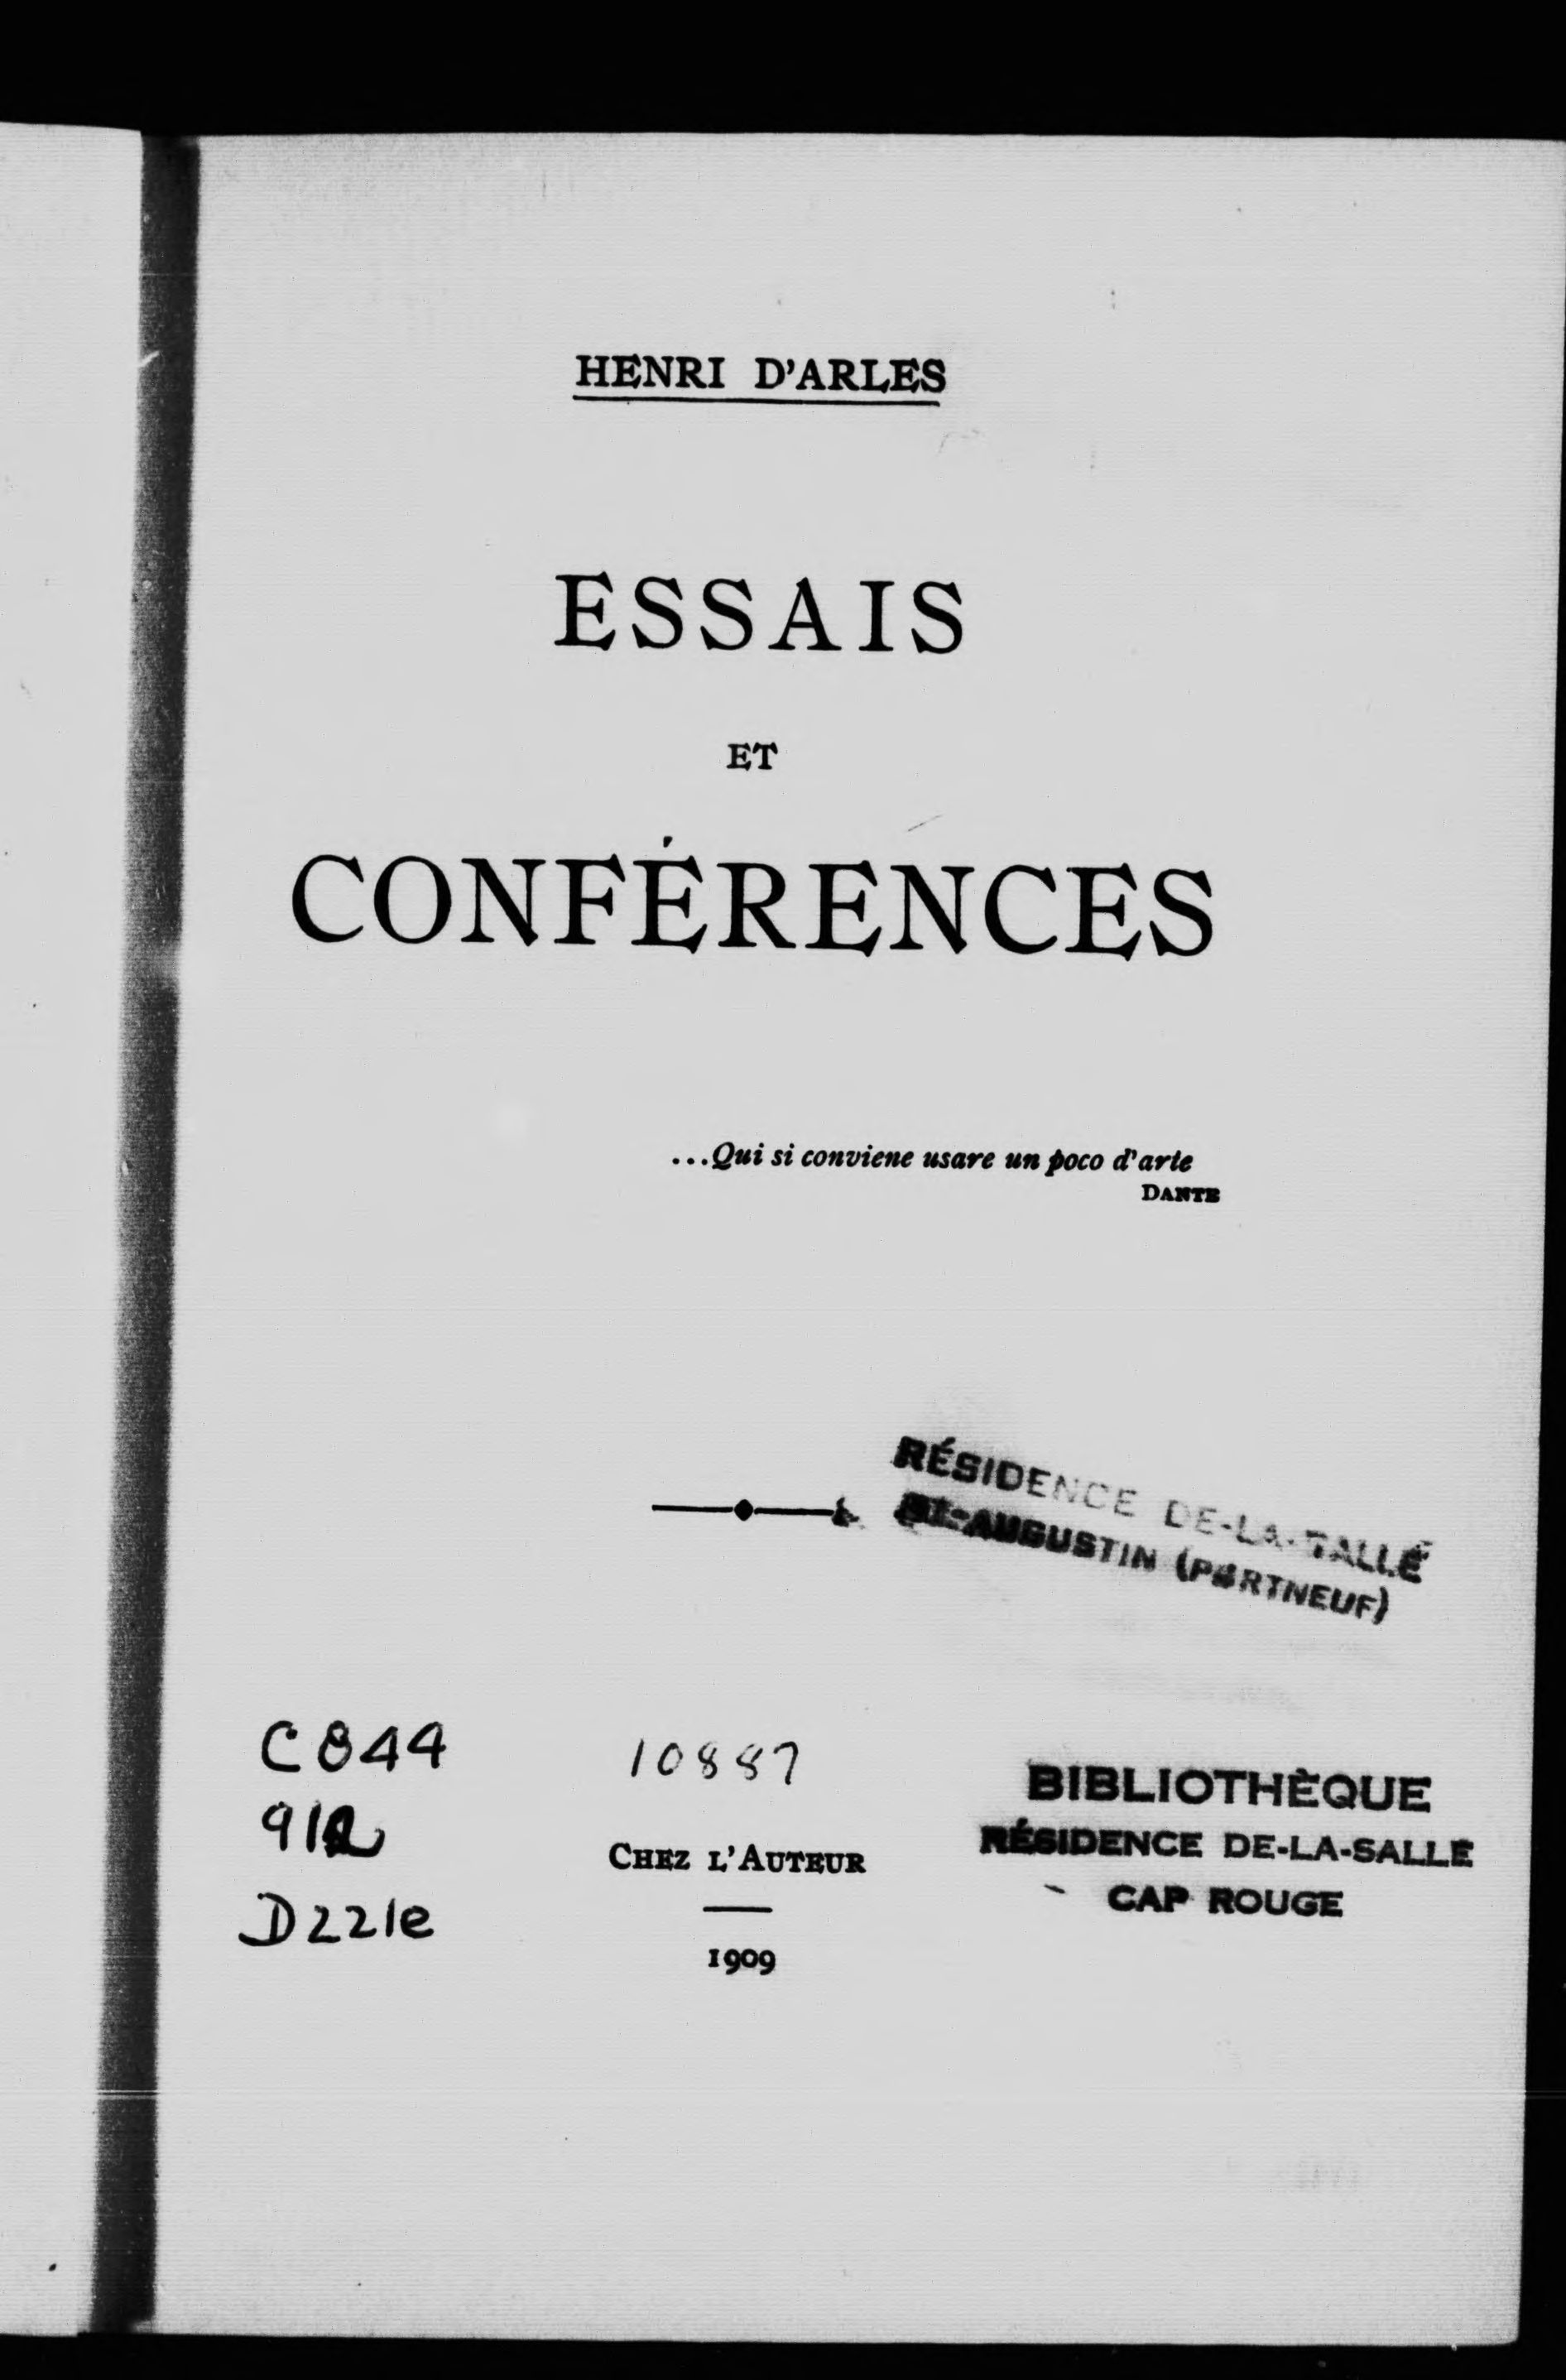 HENRI D'ARLES
ESSAIS
ET
CONFÉRENCES
...Qui si conviene usare un poco d'arte
DANTE
RÉSIDENCE DE-LA-SALLE
ST-AUGUSTIN (PORTNEUF)
C844
912
D221e
10887
CHEZ L'AUTEUR
1909
BIBLIOTHÈQUE
RÉSIDENCE DE-LA-SALLE
CAP ROUGE